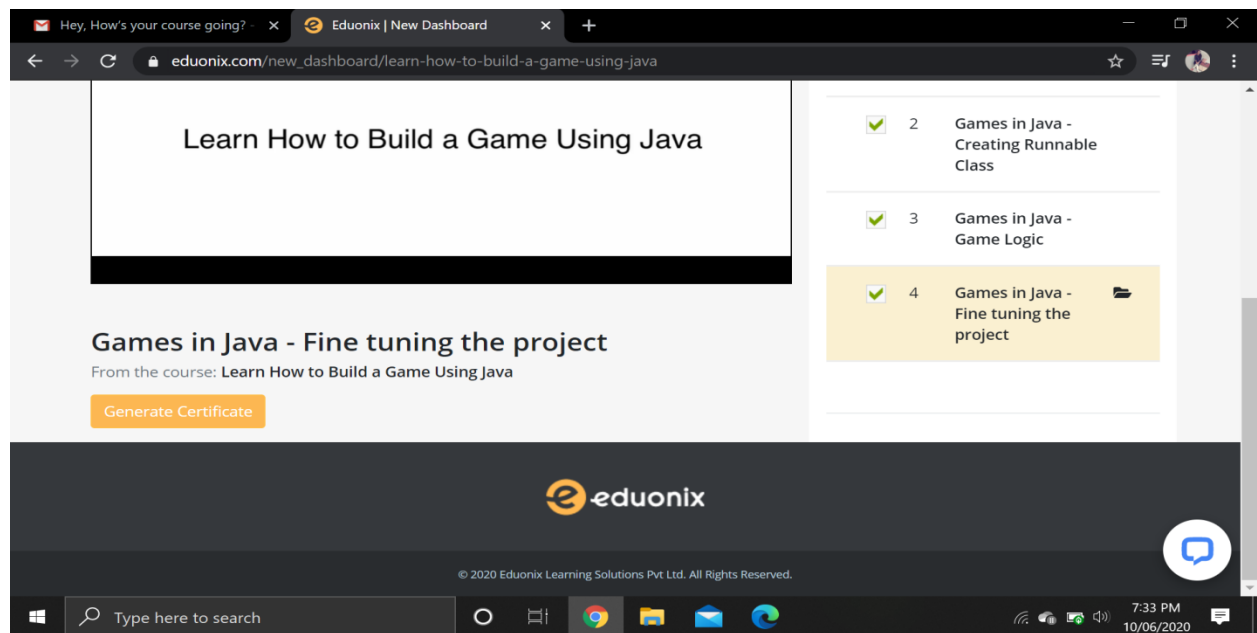 Hey, How's your course going? -
Eduonix | New Dashboard
eduonix.com/new_dashboard/learn-how-to-build-a-game-using-java
Learn How to Build a Game Using Java
Games in Java - Fine tuning the project
From the course: Learn How to Build a Game Using Java
Generate Certificate
2 Games in Java -
Creating Runnable
Class
3 Games in Java -
Game Logic
4 Games in Java -
Fine tuning the
project
eduonix
© 2020 Eduonix Learning Solutions Pvt Ltd. All Rights Reserved.
Type here to search
7:33 PM
10/06/2020